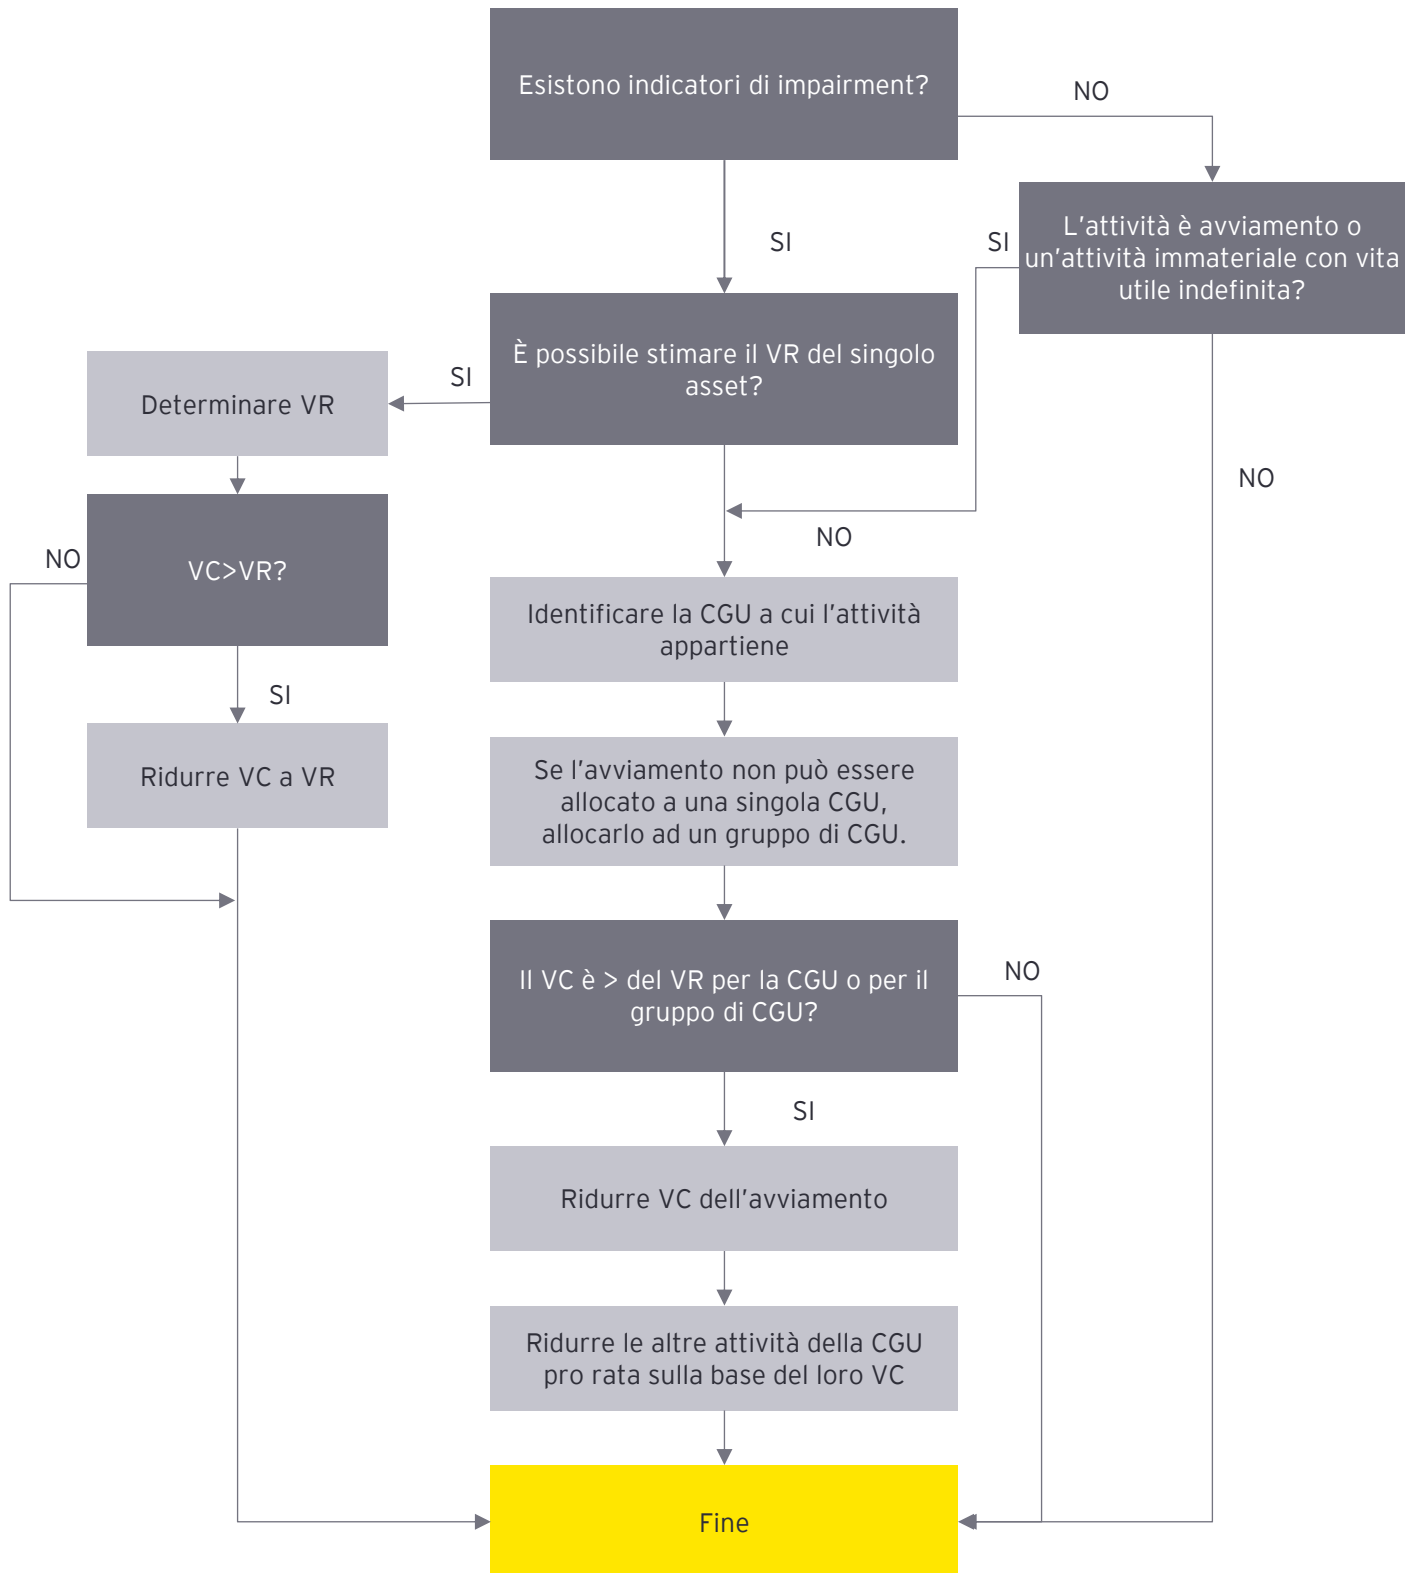 Esistono indicatori di impairment?
NO
L'attività è avviamento o
un'attività immateriale con vita
utile indefinita?
SI
SI
È possibile stimare il VR del singolo
asset?
SI
Determinare VR
NO
NO
VC>VR?
NO
Identificare la CGU a cui l'attività
appartiene
SI
Ridurre VC a VR
Se l'avviamento non può essere
allocato a una singola CGU,
allocarlo ad un gruppo di CGU.
Il VC è > del VR per la CGU o per il
gruppo di CGU?
NO
SI
Ridurre VC dell'avviamento
Ridurre le altre attività della CGU
pro rata sulla base del loro VC
Fine